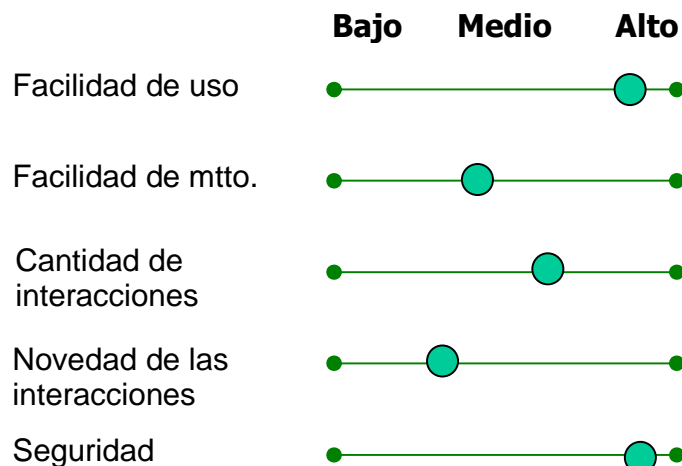 Bajo Medio Alto
Facilidad de uso
Facilidad de mtto.
Cantidad de
interacciones
Novedad de las
interacciones
Seguridad